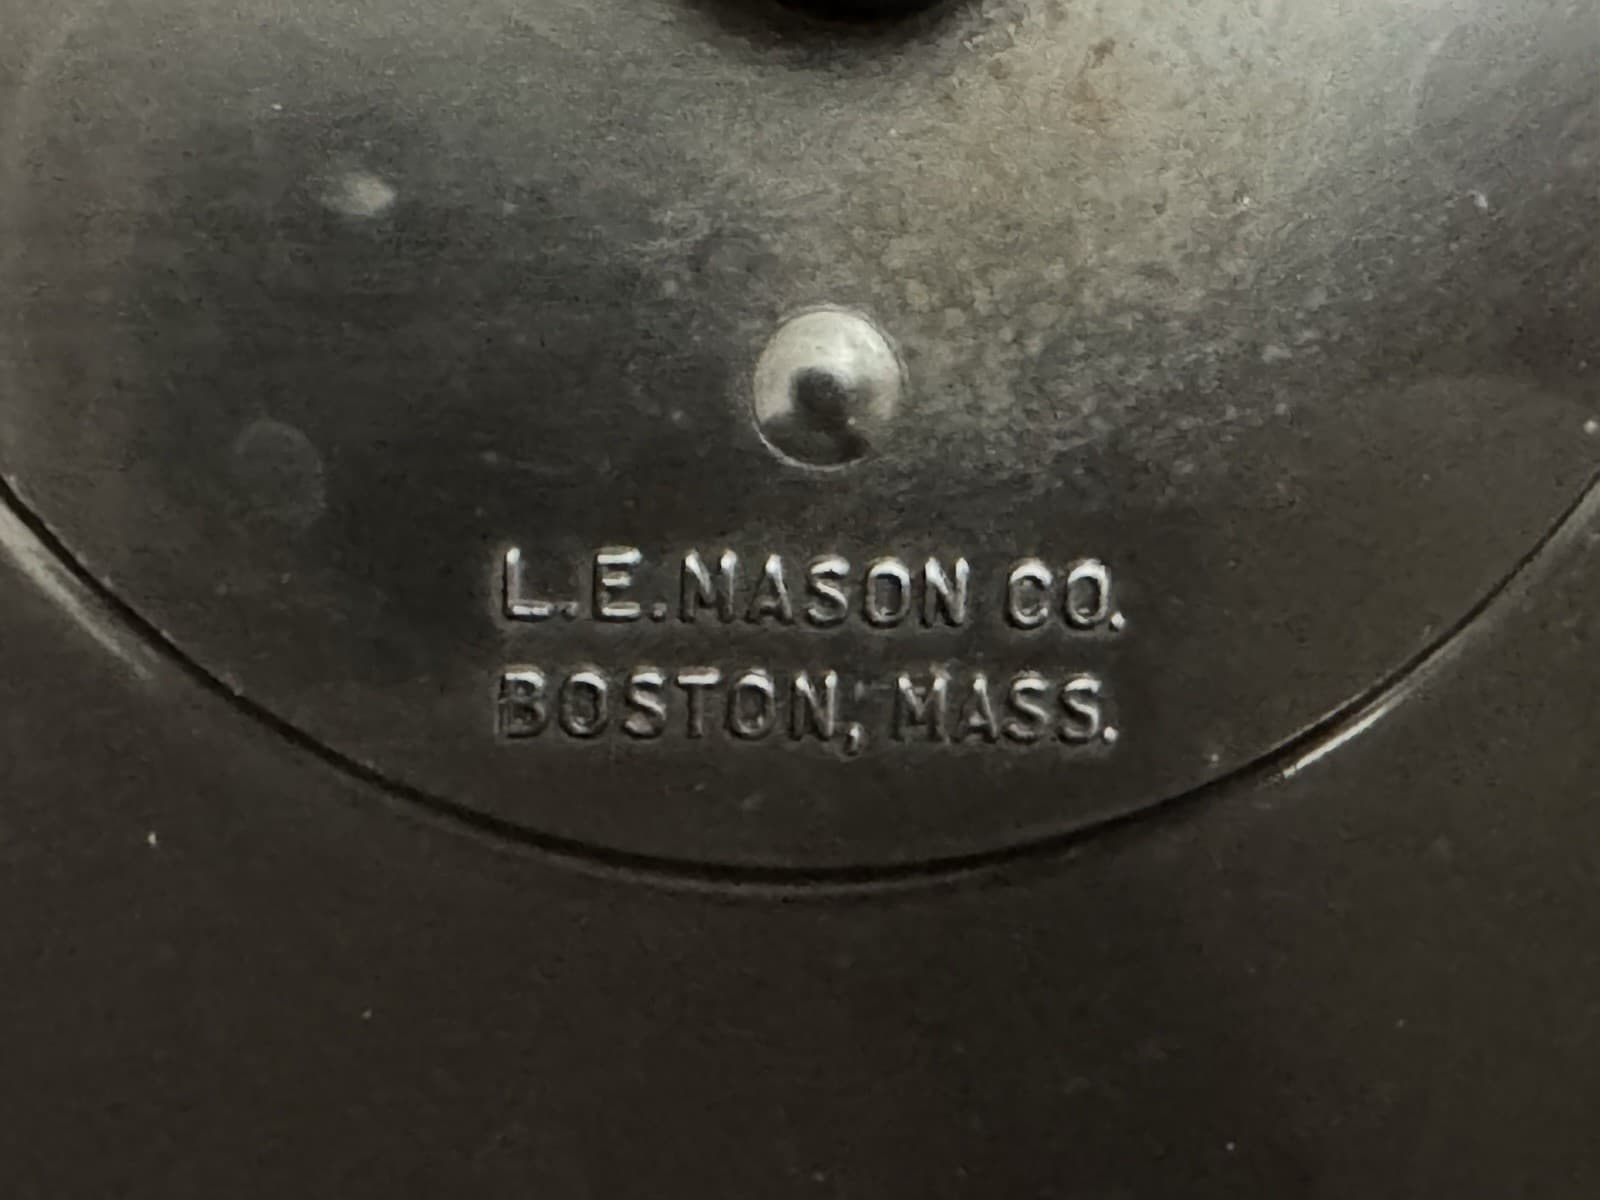 L.E. MASON CO.
BOSTON, MASS.